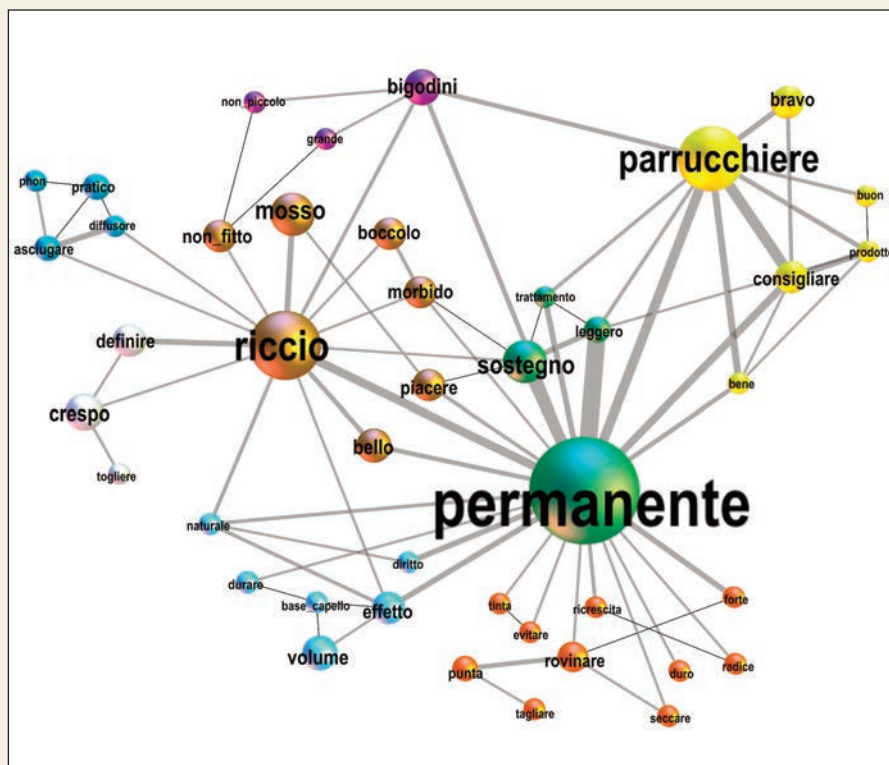 bigodini
non_piccolo
bravo
grande
parrucchiere
phon
pratico
buon
mosso
diffusore
non_fitto
boccolo
asciugare
prodotto
consigliare
morbido
trattamento
leggero
definire
riccio
sostegno
piacere
bene
crespo
bello
togliere
permanente
naturale
diritto
durare
base_capello
effetto
tinta
ricrescita
forte
evitare
volume
rovinare
punta
duro
radice
tagliare
seccare